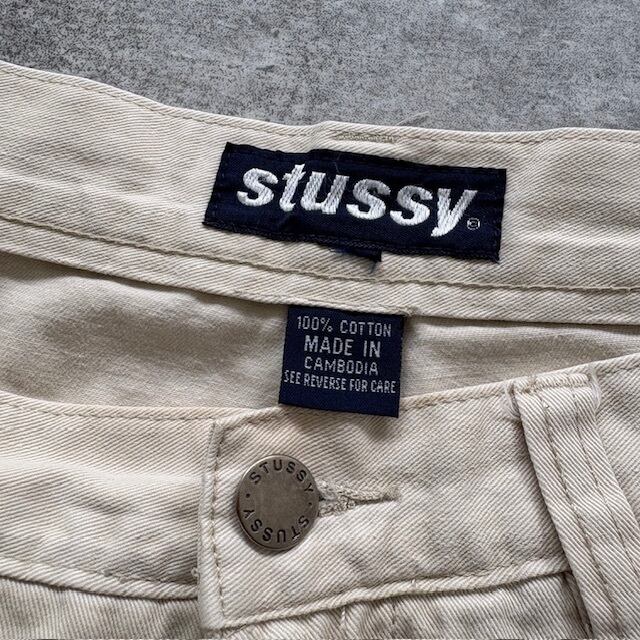 stussy®
100% COTTON
MADE IN
CAMBODIA
SEE REVERSE FOR CARE
STUSSY · STUSSY ·